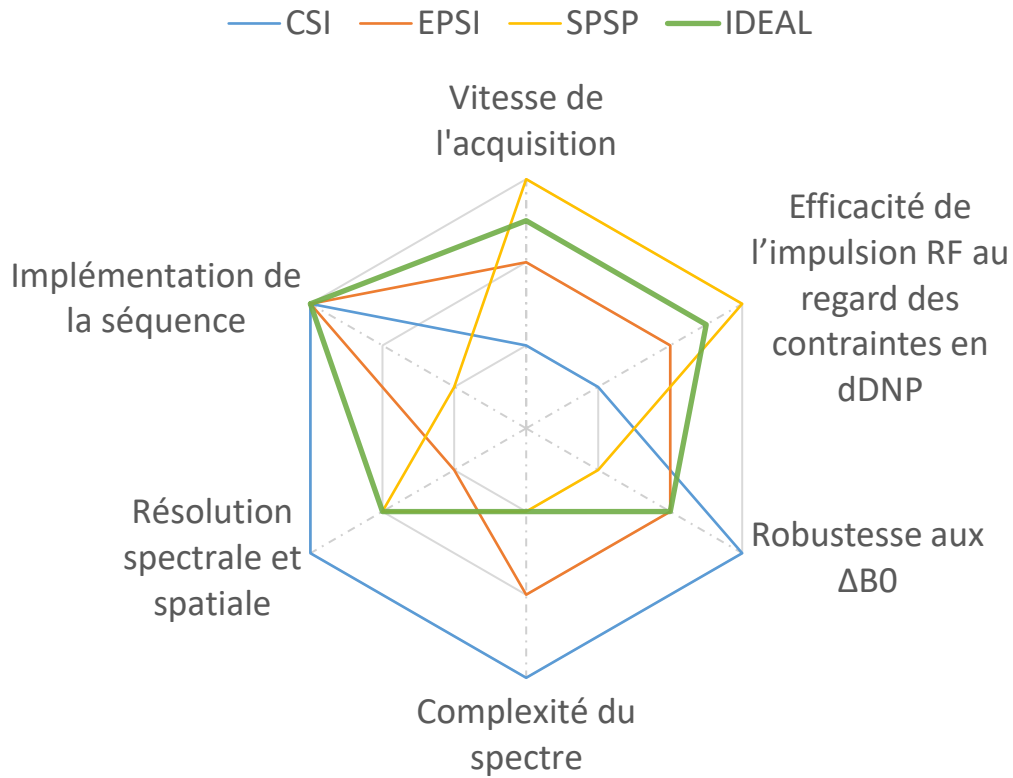 CSI EPSI SPSP IDEAL
Vitesse de
l'acquisition
Efficacité de
l’impulsion RF au
regard des
contraintes en
dDNP
Robustesse aux
ΔB0
Complexité du
spectre
Résolution
spectrale et
spatiale
Implémentation de
la séquence